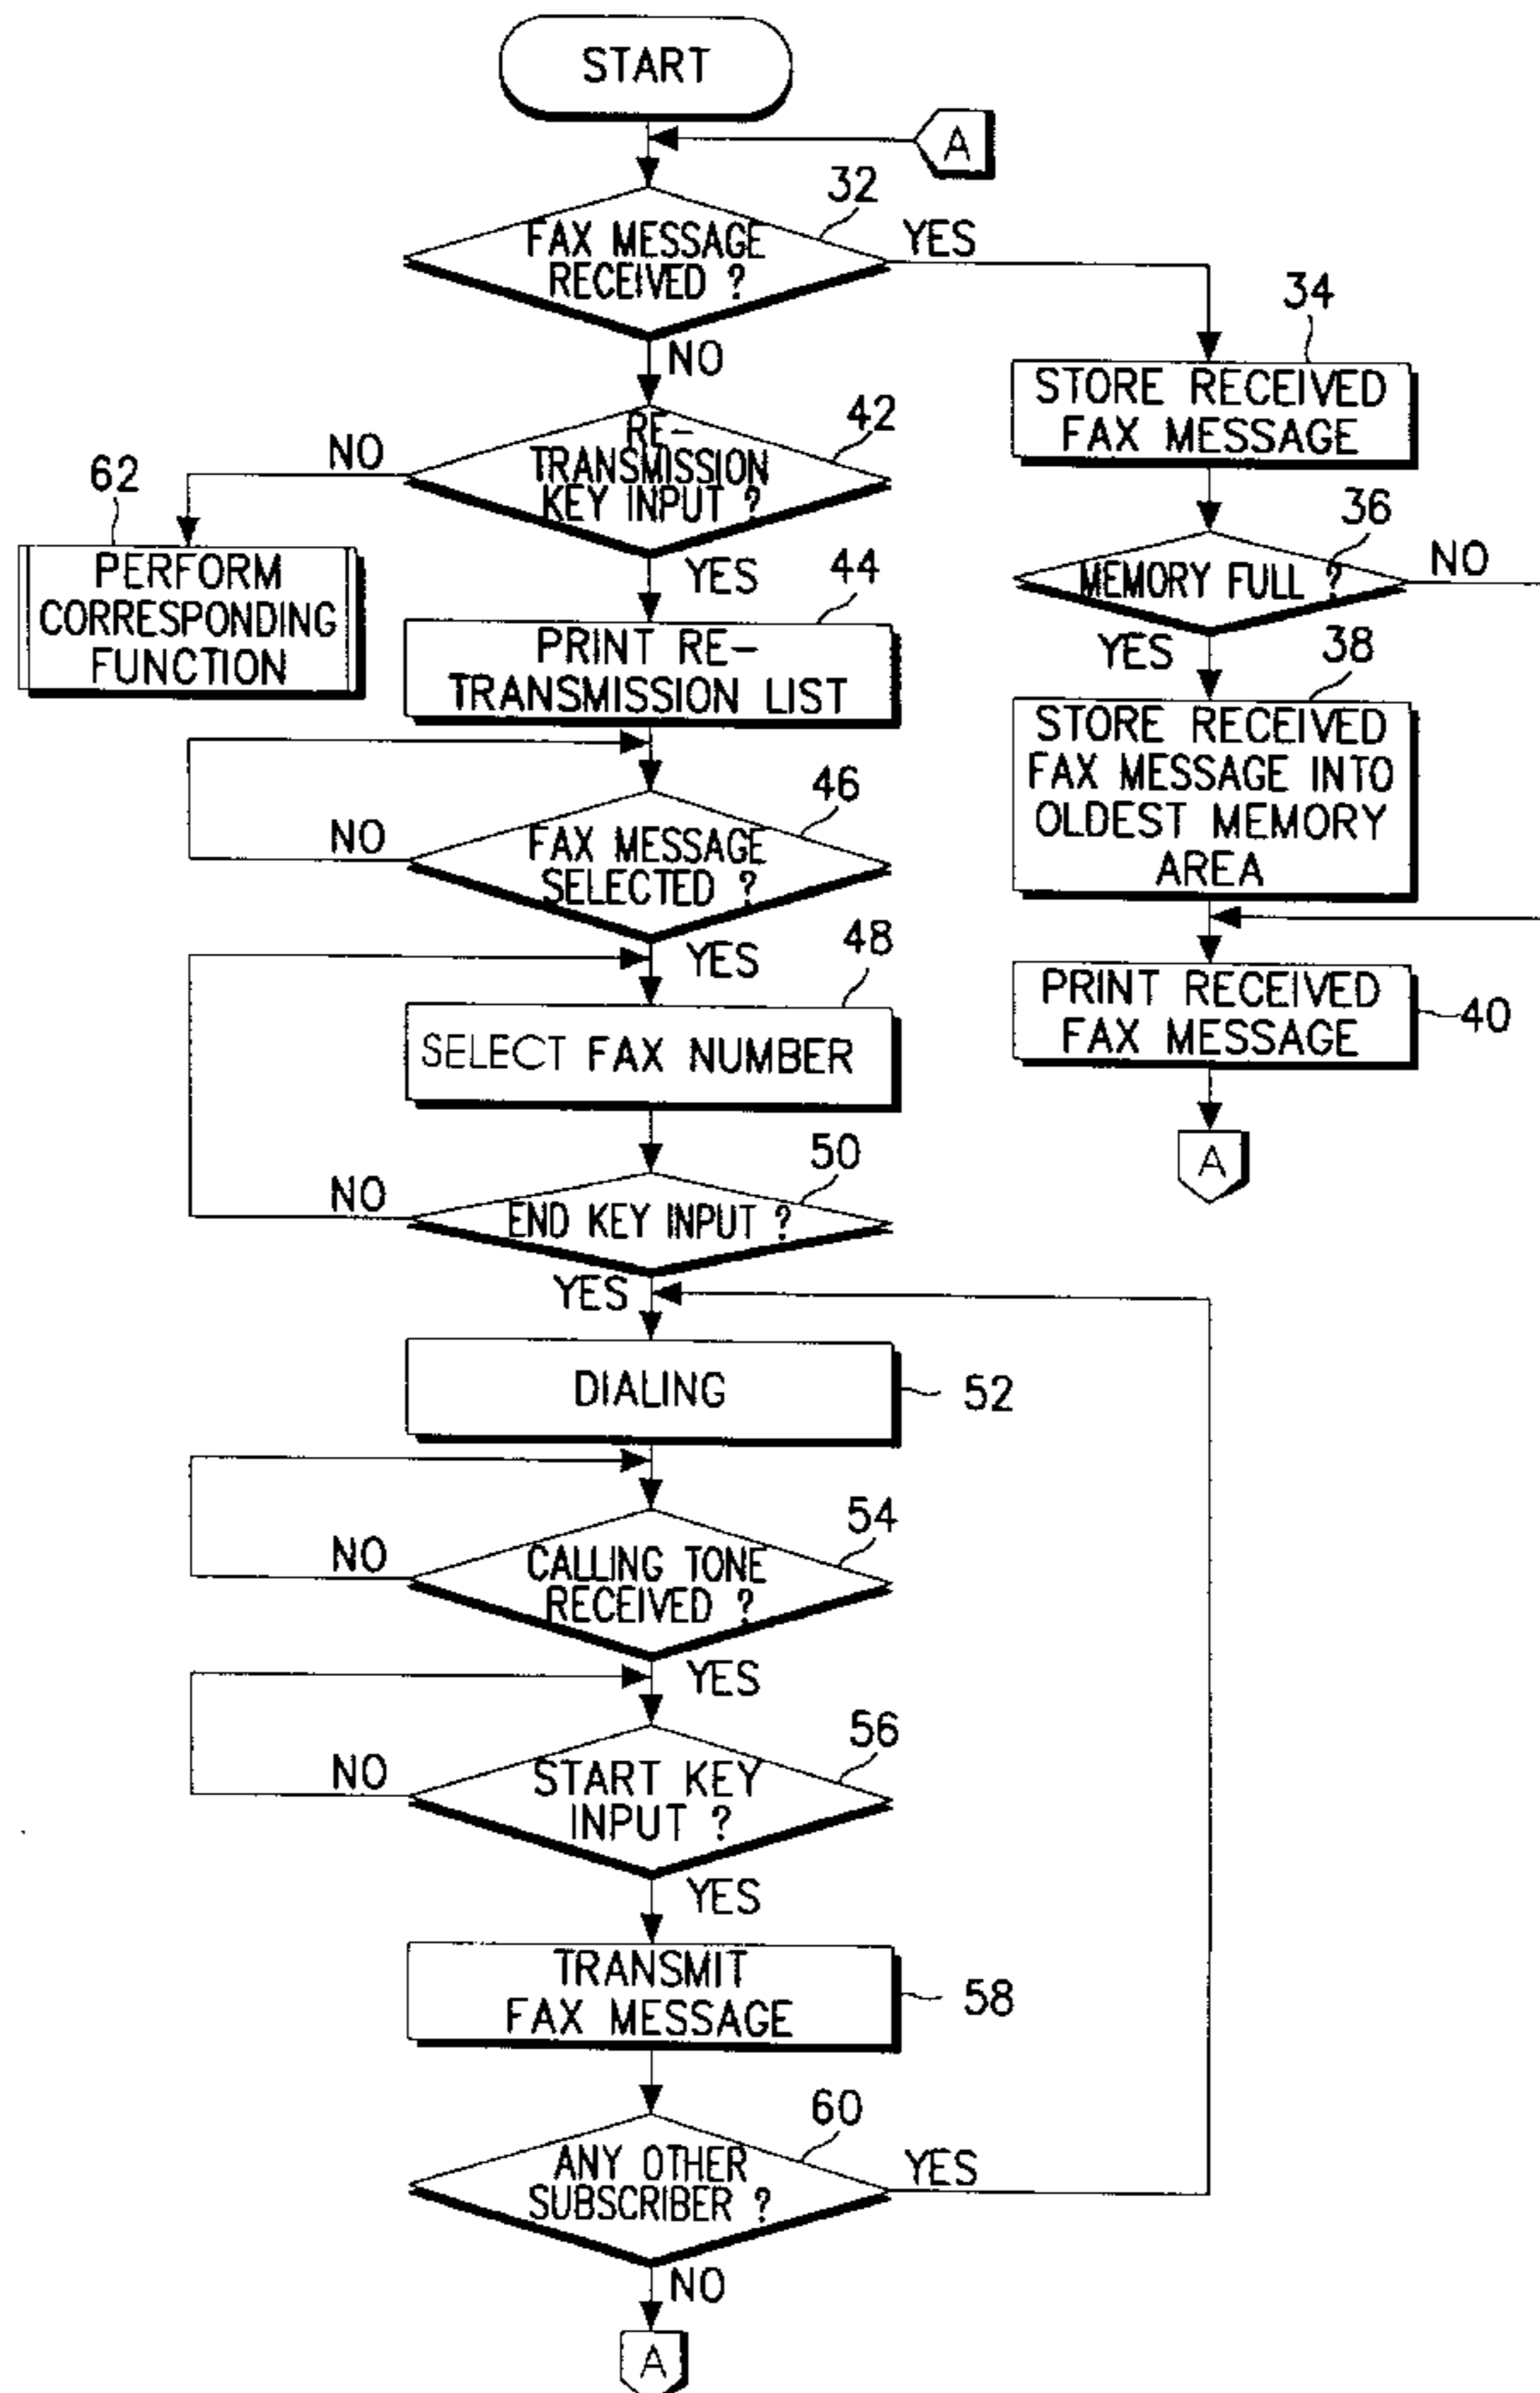 START
A
32
FAX MESSAGE
RECEIVED ?
YES
NO
34
STORE RECEIVED
FAX MESSAGE
42
RE-
TRANSMISSION
KEY INPUT ?
NO
YES
62
PERFORM
CORRESPONDING
FUNCTION
36
MEMORY FULL ?
NO
YES
44
PRINT RE-
TRANSMISSION LIST
38
STORE RECEIVED
FAX MESSAGE INTO
OLDEST MEMORY
AREA
46
FAX MESSAGE
SELECTED ?
NO
YES
48
SELECT FAX NUMBER
PRINT RECEIVED
FAX MESSAGE
40
A
50
END KEY INPUT ?
NO
YES
DIALING
52
54
CALLING TONE
RECEIVED ?
NO
YES
56
START KEY
INPUT ?
NO
YES
TRANSMIT
FAX MESSAGE
58
60
ANY OTHER
SUBSCRIBER ?
YES
NO
A